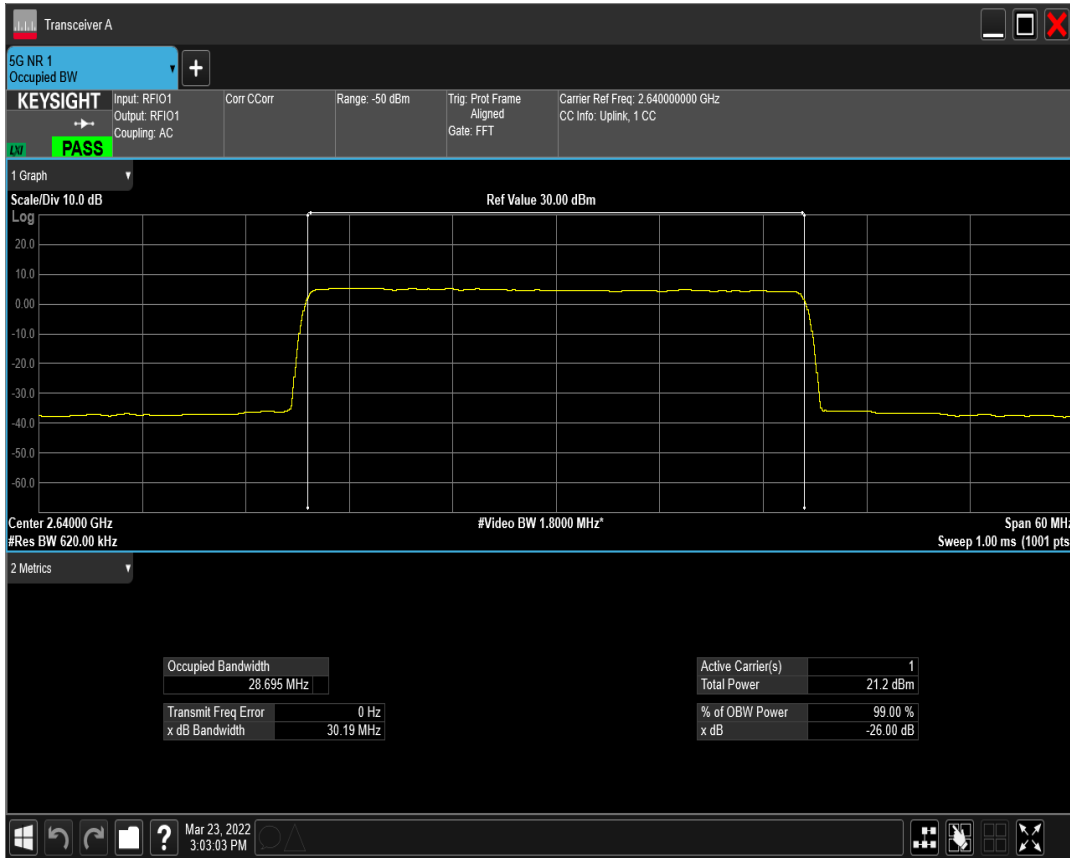 Transceiver A
5G NR 1
Occupied BW
KEYSIGHT
LXI
PASS
Input: RFIO1
Output: RFIO1
Coupling: AC
Corr CCorr
Range: -50 dBm
Trig: Prot Frame
Aligned
Gate: FFT
Carrier Ref Freq: 2.640000000 GHz
CC Info: Uplink, 1 CC
1 Graph
Scale/Div 10.0 dB
Ref Value 30.00 dBm
Log
20.0
10.0
0.00
-10.0
-20.0
-30.0
-40.0
-50.0
-60.0
Center 2.64000 GHz
#Video BW 1.8000 MHz*
Span 60 MHz
#Res BW 620.00 kHz
Sweep 1.00 ms (1001 pts
2 Metrics
Occupied Bandwidth
28.695 MHz
Transmit Freq Error 0 Hz
x dB Bandwidth 30.19 MHz
Active Carrier(s) 1
Total Power 21.2 dBm
% of OBW Power 99.00 %
x dB -26.00 dB
?
Mar 23, 2022
3:03:03 PM